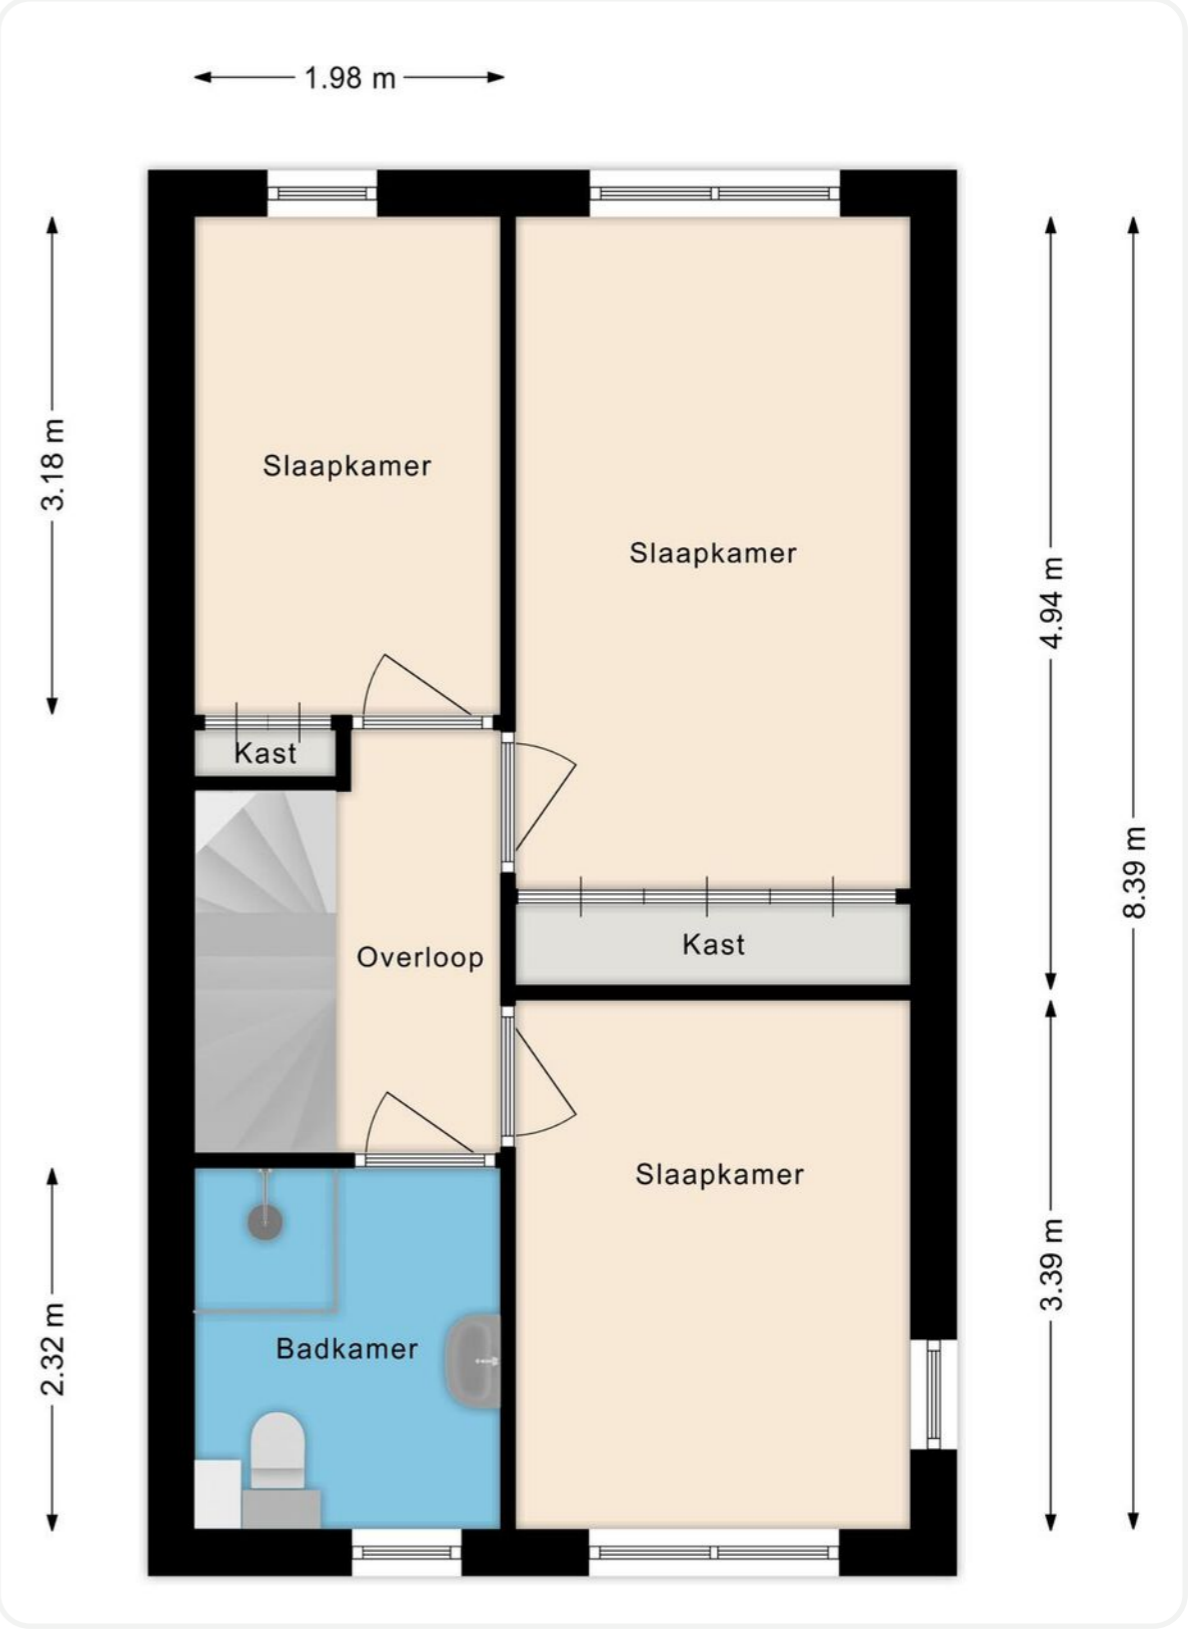 1.98 m
3.18 m
Slaapkamer
Slaapkamer
4.94 m
8.39 m
Kast
Kast
Overloop
Slaapkamer
3.39 m
2.32 m
Badkamer